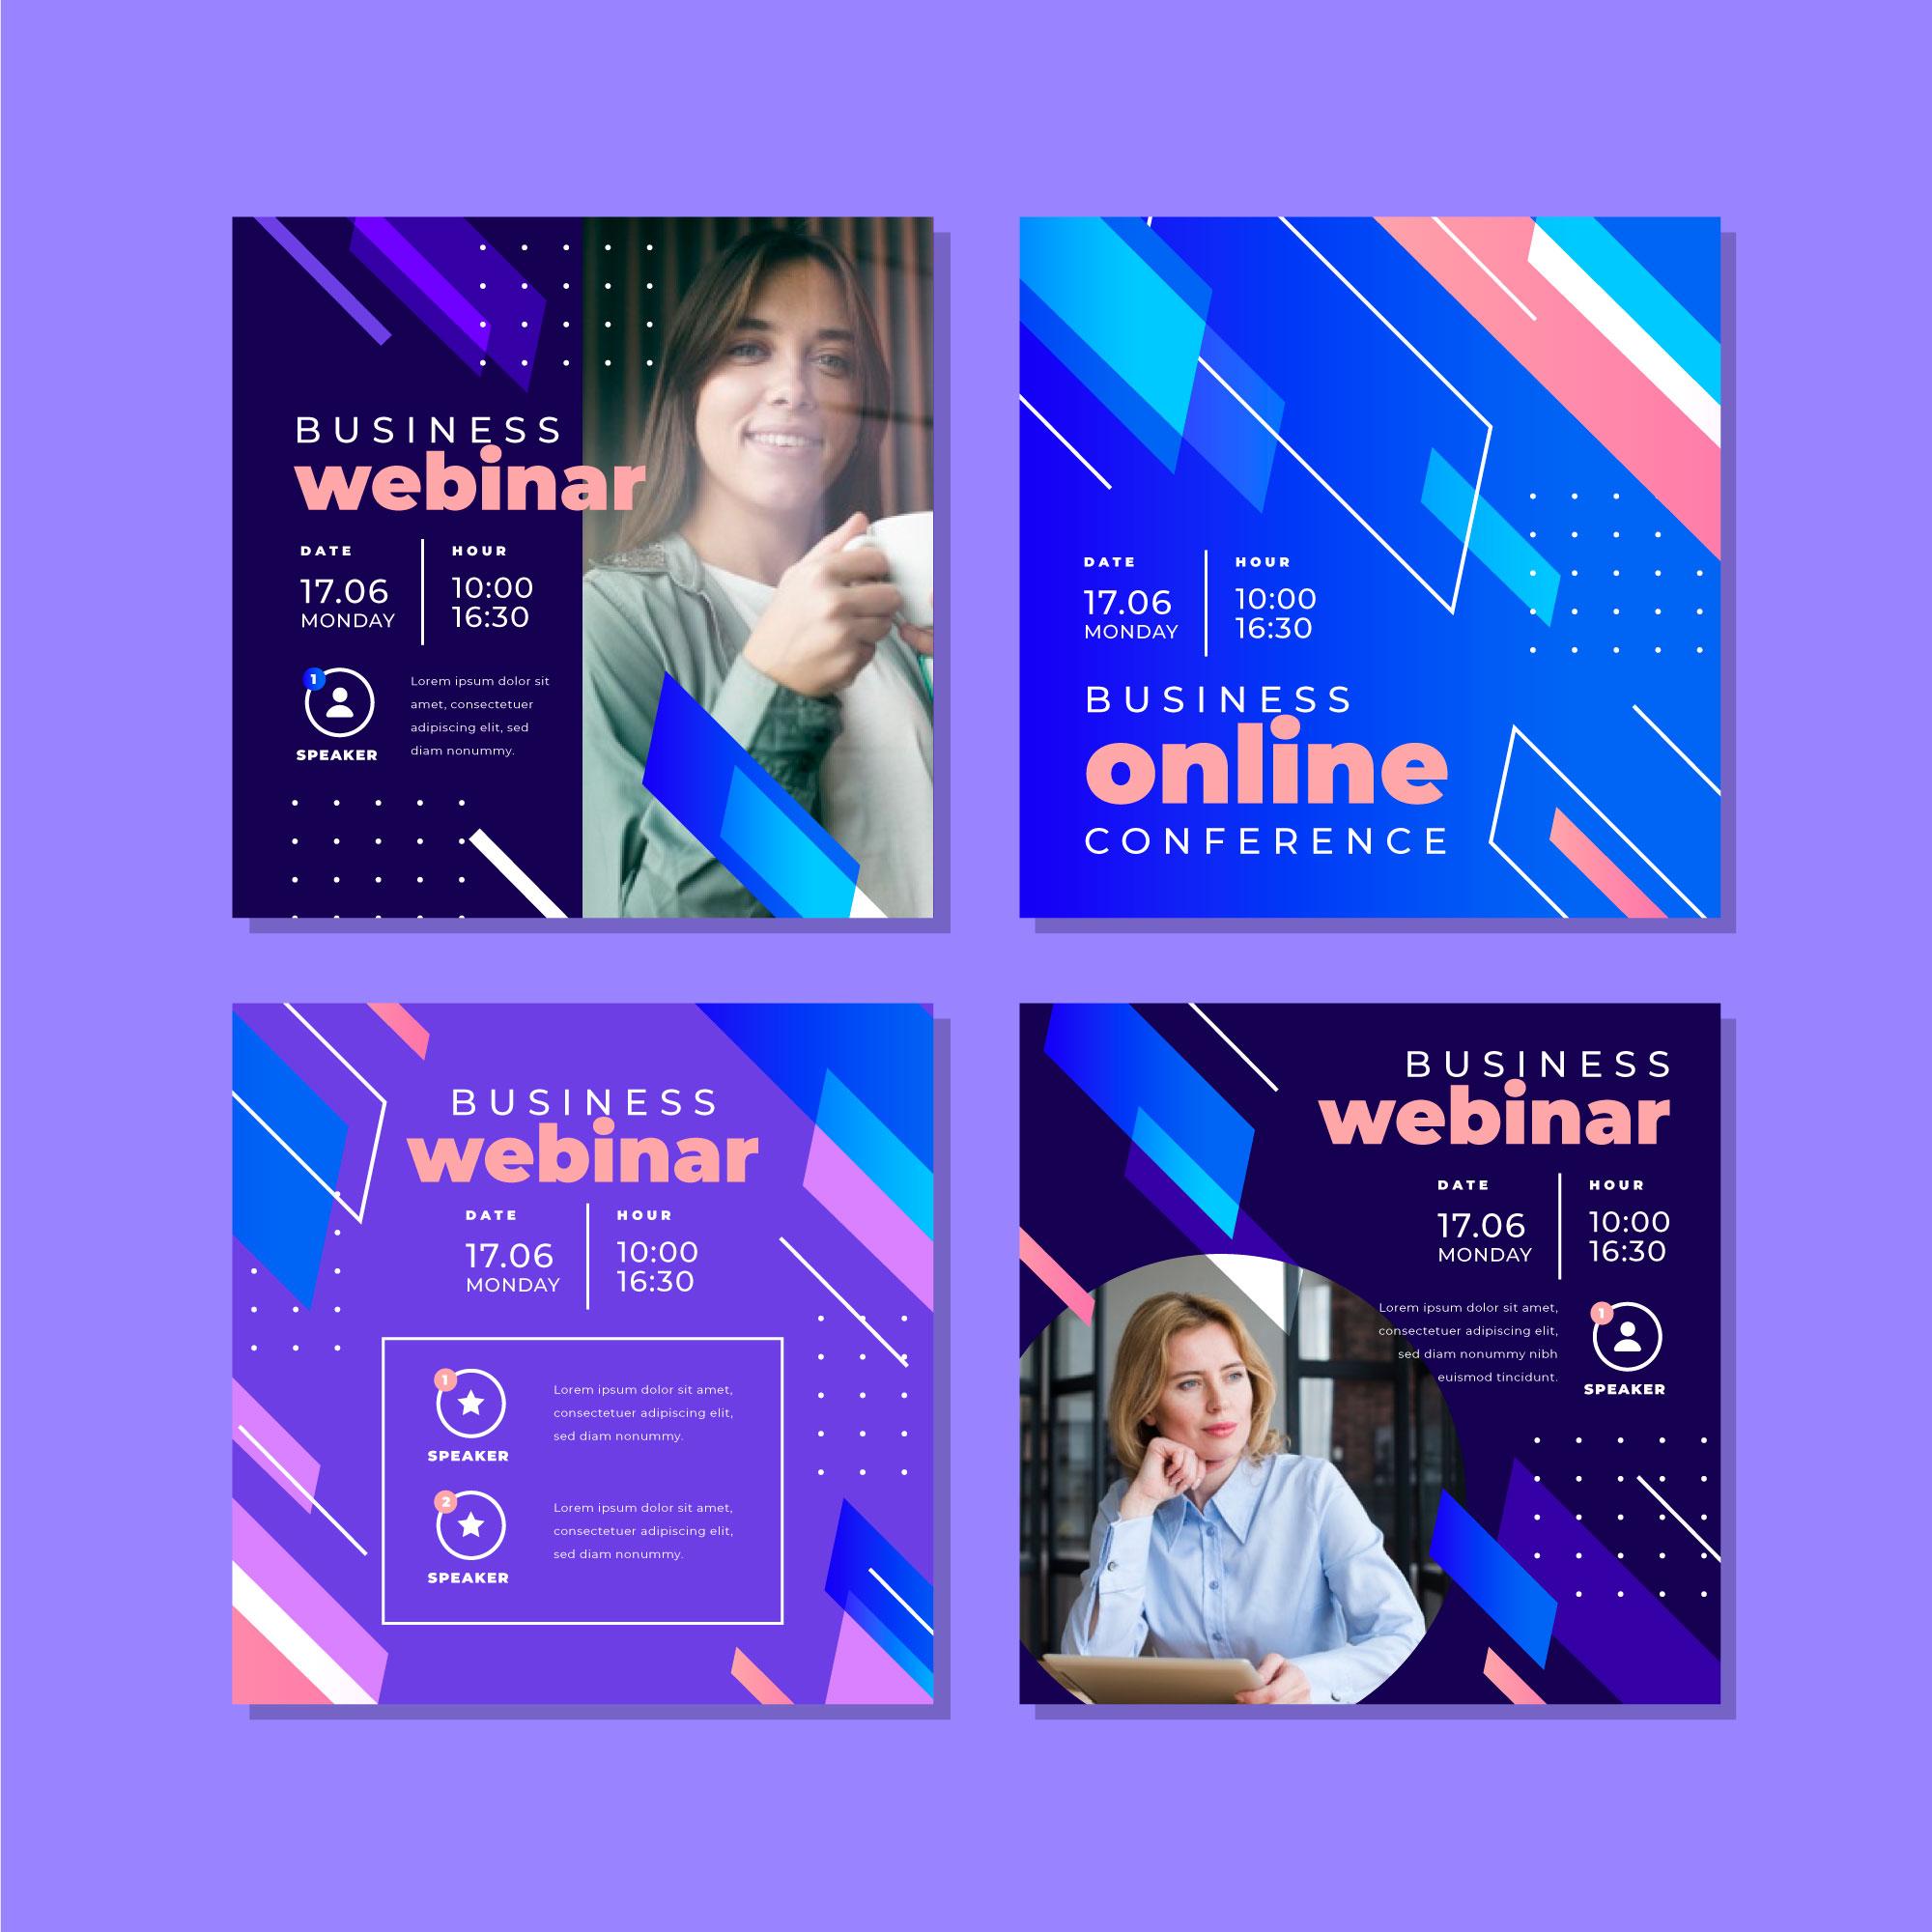 BUSINESS
webinar
DATE
17.06
MONDAY
HOUR
10:00
16:30
1
SPEAKER
Lorem ipsum dolor sit
amet, consectetuer
adipiscing elit, sed
diam nonummy.
DATE
17.06
MONDAY
HOUR
10:00
16:30
BUSINESS
online
CONFERENCE
BUSINESS
webinar
DATE
17.06
MONDAY
HOUR
10:00
16:30
1
SPEAKER
Lorem ipsum dolor sit amet,
consectetuer adipiscing elit,
sed diam nonummy.
2
SPEAKER
Lorem ipsum dolor sit amet,
consectetuer adipiscing elit,
sed diam nonummy.
BUSINESS
webinar
DATE
17.06
MONDAY
HOUR
10:00
16:30
Lorem ipsum dolor sit amet,
consectetuer adipiscing elit,
sed diam nonummy nibh
euismod tincidunt.
1
SPEAKER